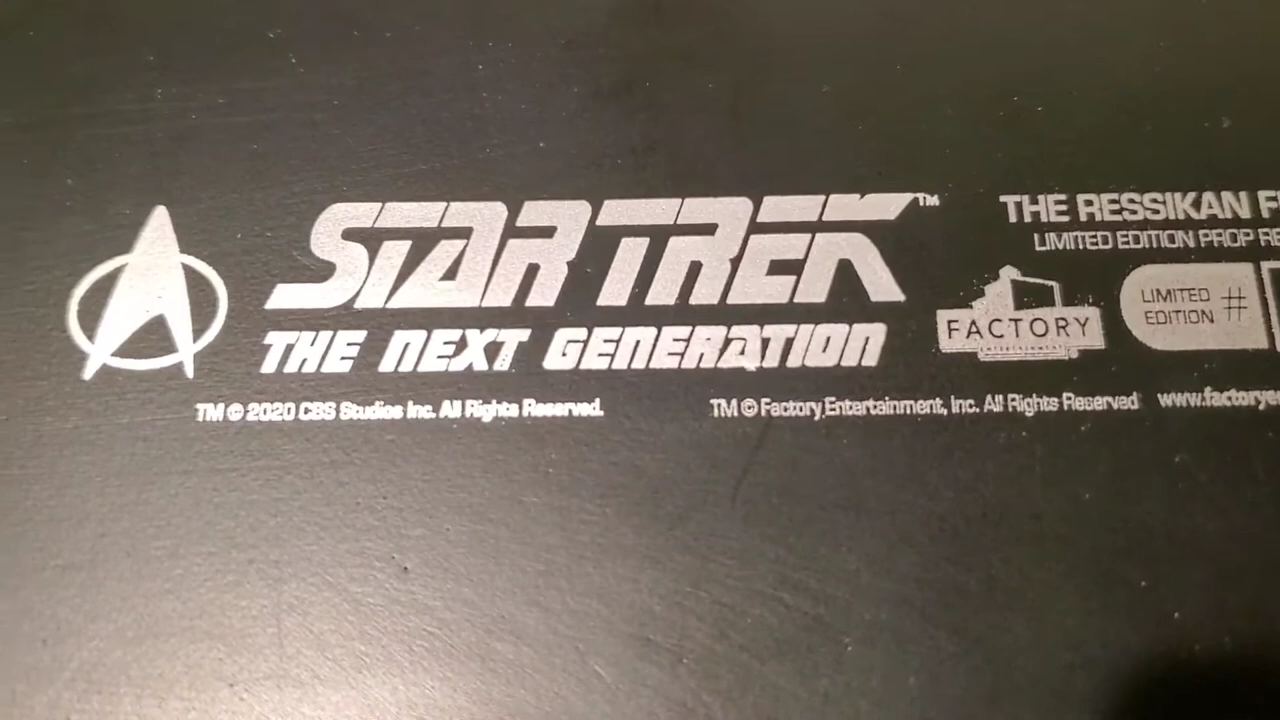 STAR TREK™
THE NEXT GENERATION
TM © 2020 CBS Studios Inc. All Rights Reserved.
THE RESSIKAN F
LIMITED EDITION PROP RE
FACTORY
ENTERTAINMENT
LIMITED
EDITION #
TM © Factory Entertainment, Inc. All Rights Reserved
www.factorye